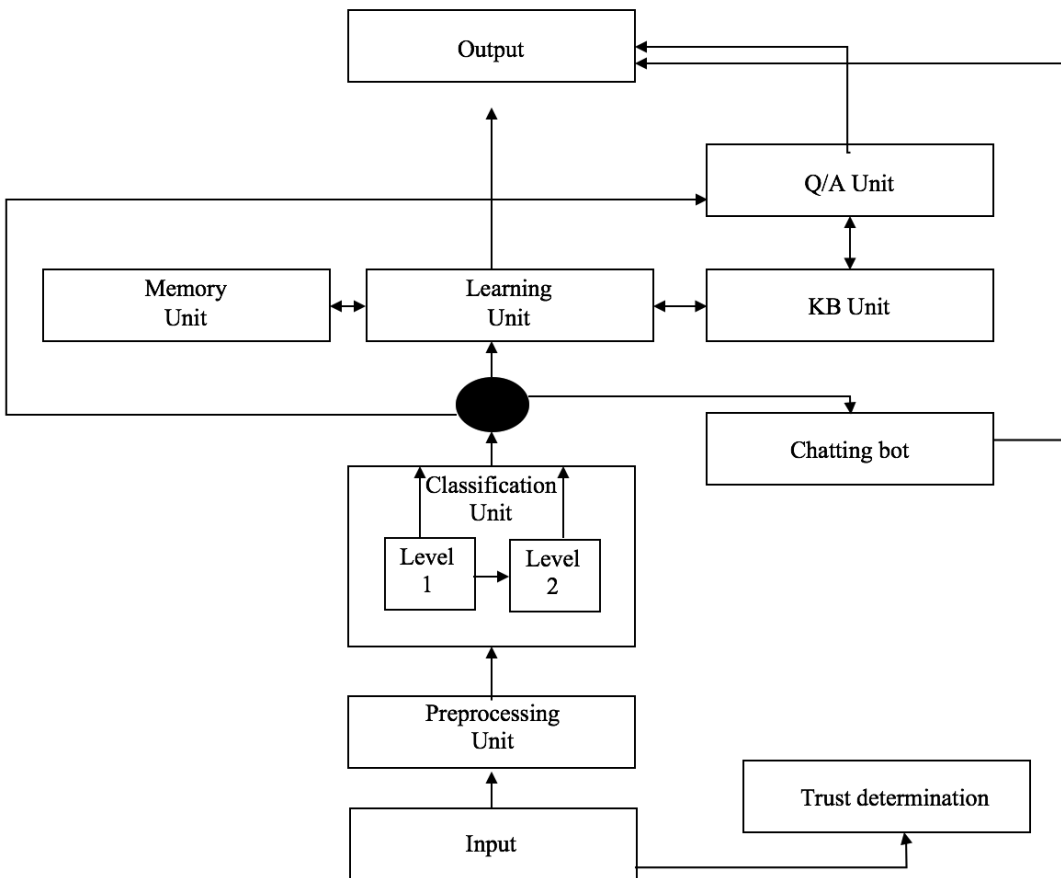 Output
Q/A Unit
Memory
Unit
Learning
Unit
KB Unit
Chatting bot
Classification
Unit
Level
1
Level
2
Preprocessing
Unit
Trust determination
Input